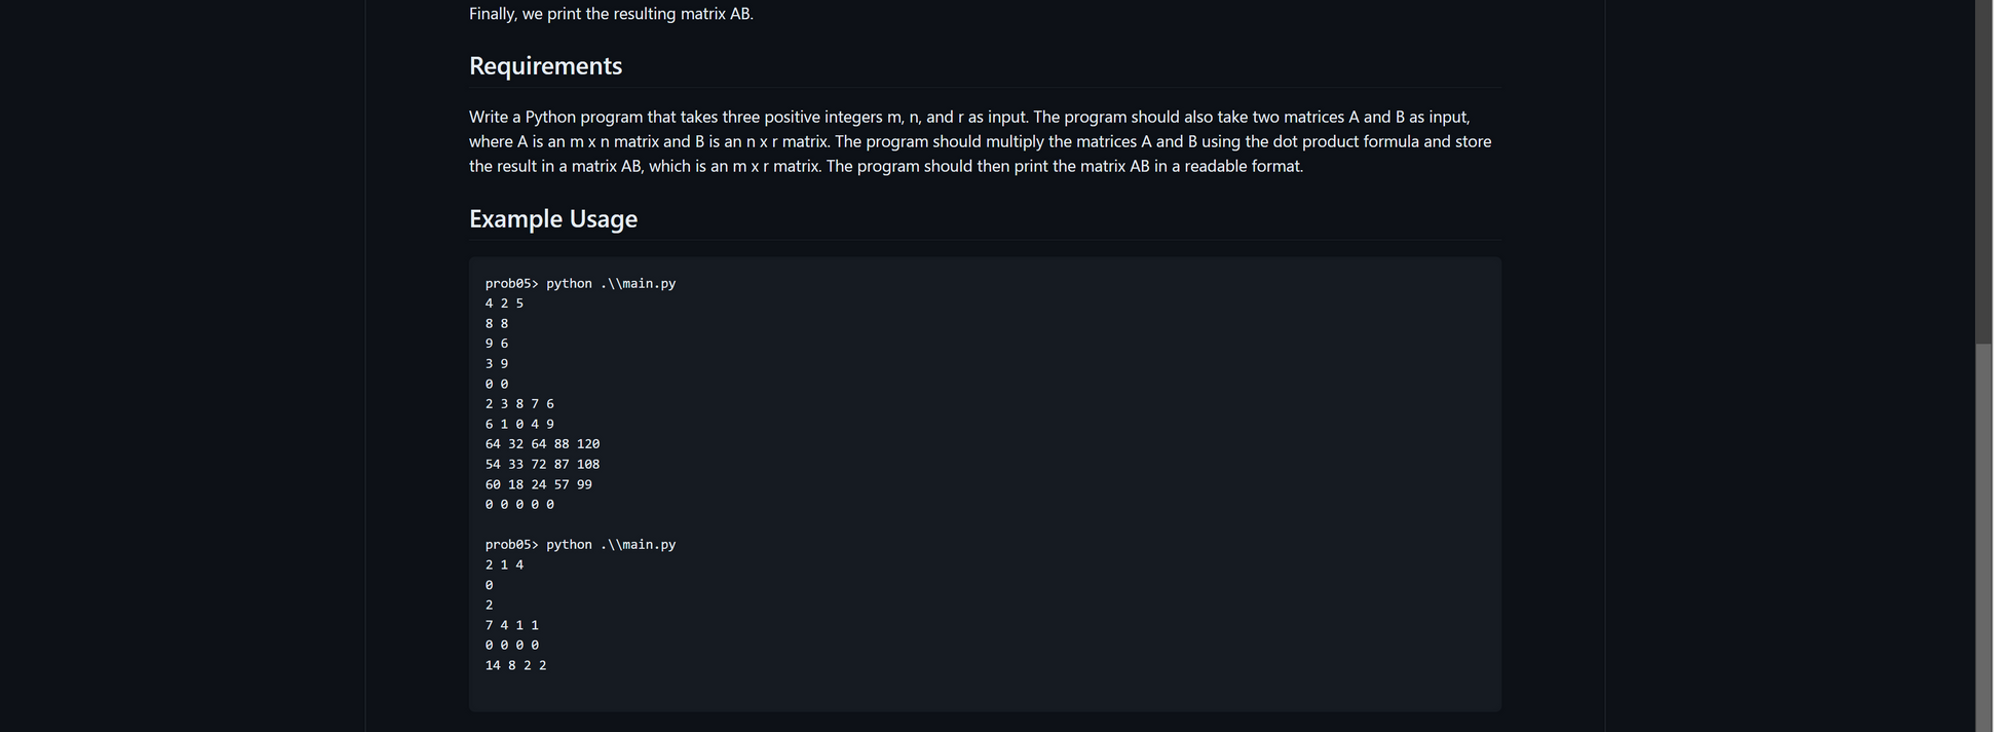 Finally, we print the resulting matrix AB.
Requirements
Write a Python program that takes three positive integers m, n, and r as input. The program should also take two matrices A and B as input,
where A is an m x n matrix and B is an n x r matrix. The program should multiply the matrices A and B using the dot product formula and store
the result in a matrix AB, which is an m x r matrix. The program should then print the matrix AB in a readable format.
Example Usage
prob05> python .\\main.py
4 2 5
8 8
9 6
3 9
0 0
2 3 8 7 6
6 1 0 4 9
64 32 64 88 120
54 33 72 87 108
60 18 24 57 99
0 0 0 0 0
prob05> python .\\main.py
2 1 4
0
2
7 4 1 1
0 0 0 0
14 8 2 2